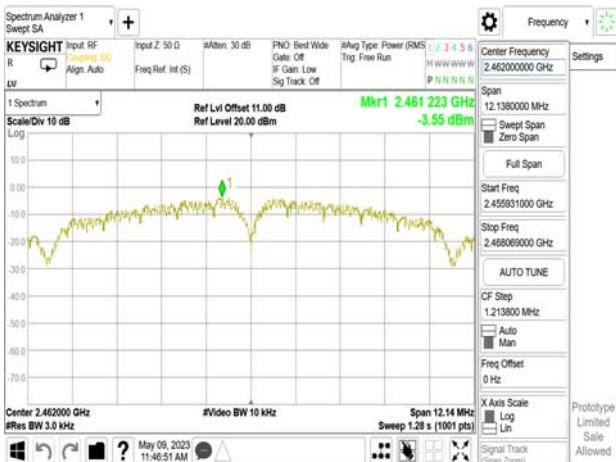 Spectrum Analyzer 1
Swept SA
Frequency
KEYSIGHT
R
Input: RF
Coupling: DC
Align: Auto
Input Z: 50 Ω
Freq Ref: Int (S)
#Atten: 30 dB
PNO: Best Wide
Gate: Off
IF Gain: Low
Sig Track: Off
#Avg Type: Power (RMS
Trig: Free Run
1 2 3 4 5 6
M W W W W W
P N N N N N
Center Frequency
2.462000000 GHz
Settings
Span
12.1380000 MHz
Swept Span
Zero Span
Full Span
Start Freq
2.455931000 GHz
Stop Freq
2.468069000 GHz
AUTO TUNE
CF Step
1.213800 MHz
Auto
Man
Freq Offset
0 Hz
X Axis Scale
Log
Lin
Signal Track
(Span Zoom)
Prototype
Limited
Sale
Allowed
1 Spectrum
Scale/Div 10 dB
Ref Lvl Offset 11.00 dB
Ref Level 20.00 dBm
Mkr1 2.461 223 GHz
-3.55 dBm
Log
10.0
0.00
-10.0
-20.0
-30.0
-40.0
-50.0
-60.0
-70.0
1
Center 2.462000 GHz
#Res BW 3.0 kHz
#Video BW 10 kHz
Span 12.14 MHz
Sweep 1.28 s (1001 pts)
May 09, 2023
11:46:51 AM